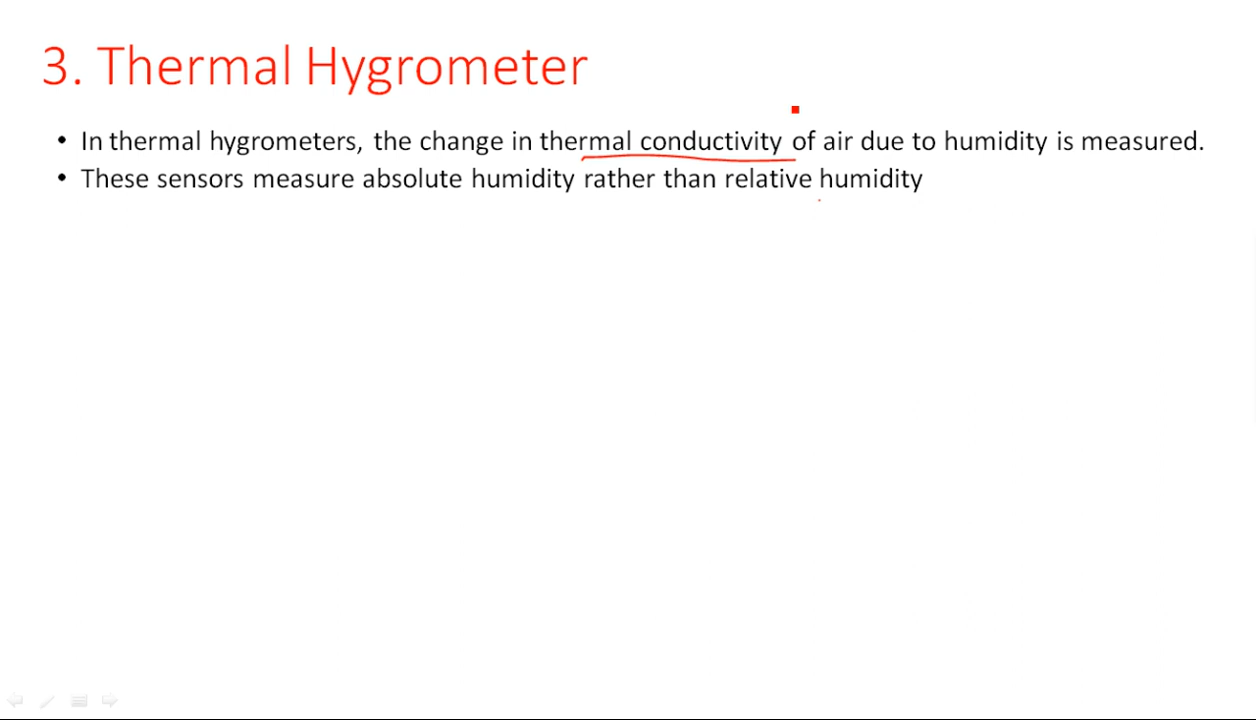 3. Thermal Hygrometer
• In thermal hygrometers, the change in thermal conductivity of air due to humidity is measured.
• These sensors measure absolute humidity rather than relative humidity